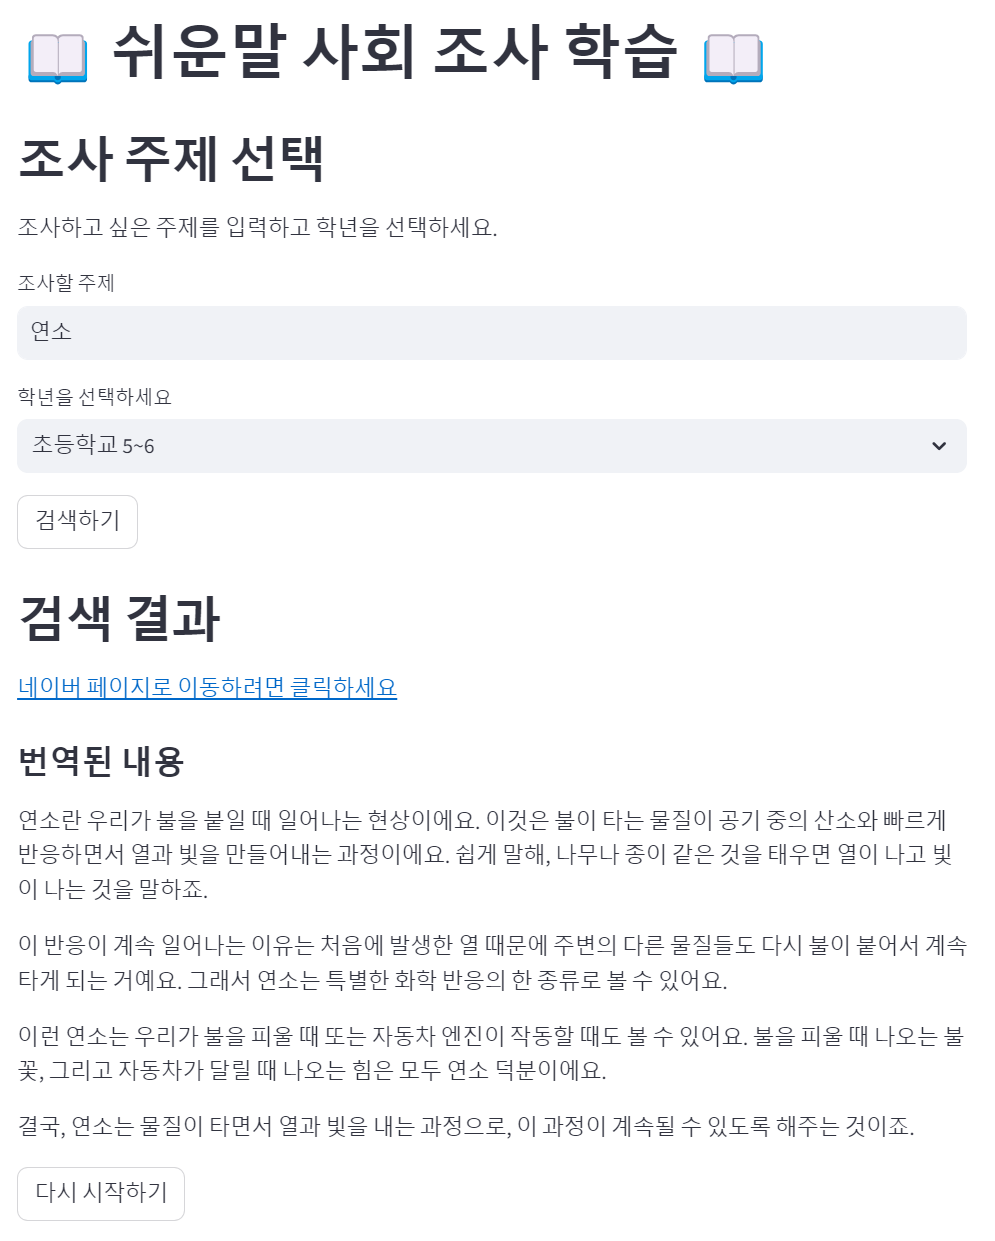 쉬운말 사회 조사 학습
조사 주제 선택
조사하고 싶은 주제를 입력하고 학년을 선택하세요.
조사할 주제
연소
학년을 선택하세요
초등학교 5~6
검색하기
검색 결과
네이버 페이지로 이동하려면 클릭하세요
번역된 내용
연소란 우리가 불을 붙일 때 일어나는 현상이에요. 이것은 불이 타는 물질이 공기 중의 산소와 빠르게
반응하면서 열과 빛을 만들어내는 과정이에요. 쉽게 말해, 나무나 종이 같은 것을 태우면 열이 나고 빛
이 나는 것을 말하죠.
이 반응이 계속 일어나는 이유는 처음에 발생한 열 때문에 주변의 다른 물질들도 다시 불이 붙어서 계속
타게 되는 거예요. 그래서 연소는 특별한 화학 반응의 한 종류로 볼 수 있어요.
이런 연소는 우리가 불을 피울 때 또는 자동차 엔진이 작동할 때도 볼 수 있어요. 불을 피울 때 나오는 불
꽃, 그리고 자동차가 달릴 때 나오는 힘은 모두 연소 덕분이에요.
결국, 연소는 물질이 타면서 열과 빛을 내는 과정으로, 이 과정이 계속될 수 있도록 해주는 것이죠.
다시 시작하기